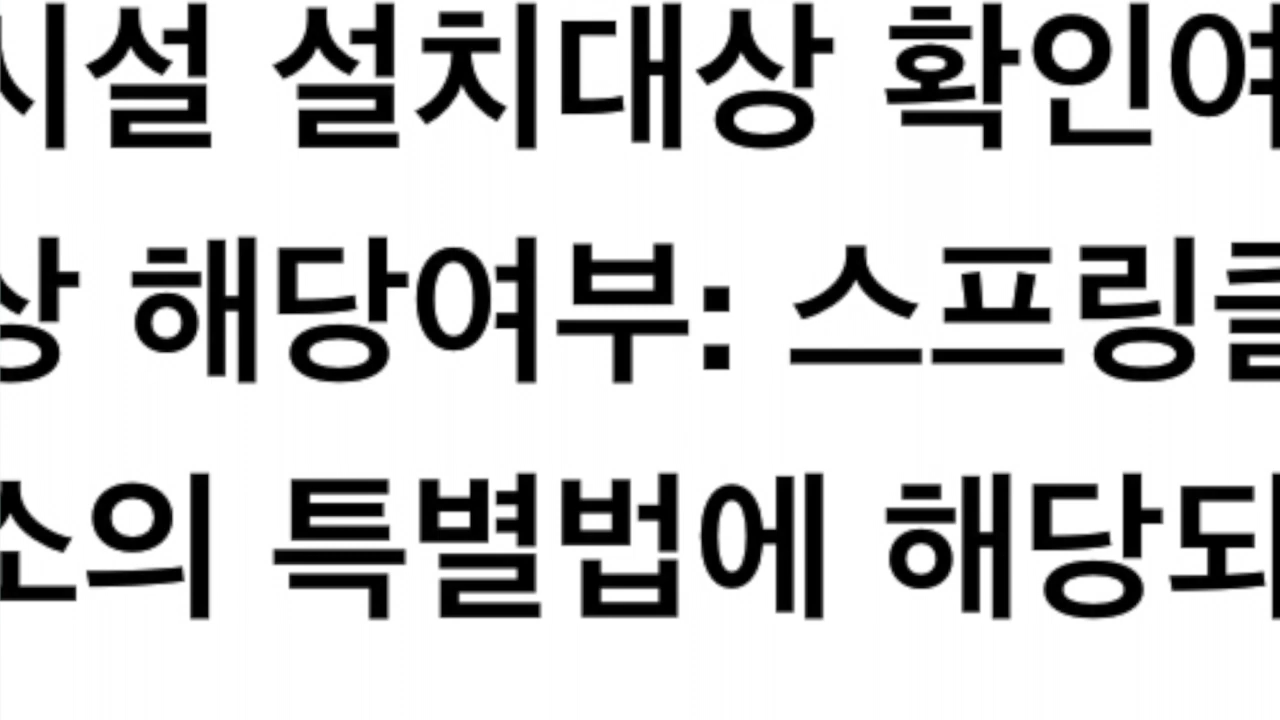 시설 설치대상 확인여
상 해당여부: 스프링클
소의 특별법에 해당되